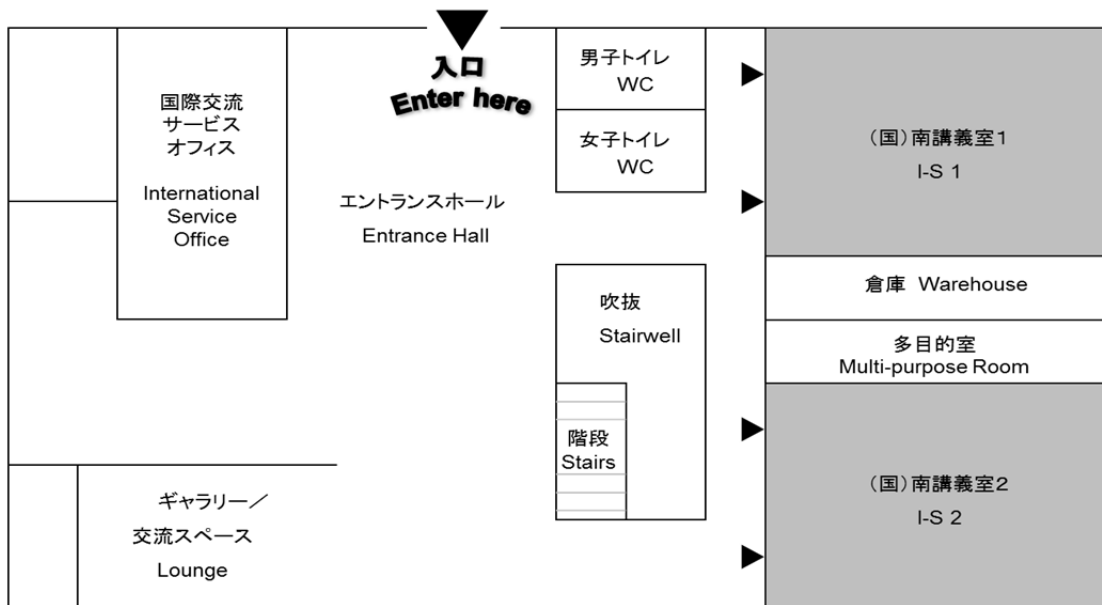 入口
Enter here
国際交流
サービス
オフィス
International
Service
Office
エントランスホール
Entrance Hall
男子トイレ
WC
女子トイレ
WC
(国)南講義室1
I-S 1
倉庫 Warehouse
多目的室
Multi-purpose Room
吹抜
Stairwell
階段
Stairs
(国)南講義室2
I-S 2
ギャラリー／
交流スペース
Lounge